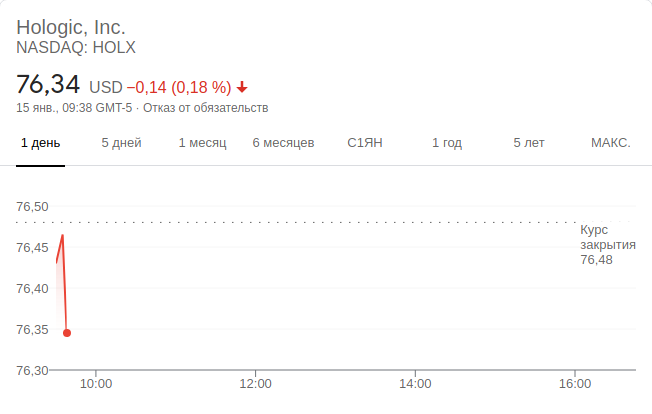 Hologic, Inc.
NASDAQ: HOLX
76,34 USD −0,14 (0,18 %)
15 янв., 09:38 GMT-5 · Отказ от обязательств
1 день 5 дней 1 месяц 6 месяцев С1ЯН 1 год 5 лет МАКС.
76,50
Курс
закрытия
76,48
76,45
76,40
76,35
76,30
10:00 12:00 14:00 16:00